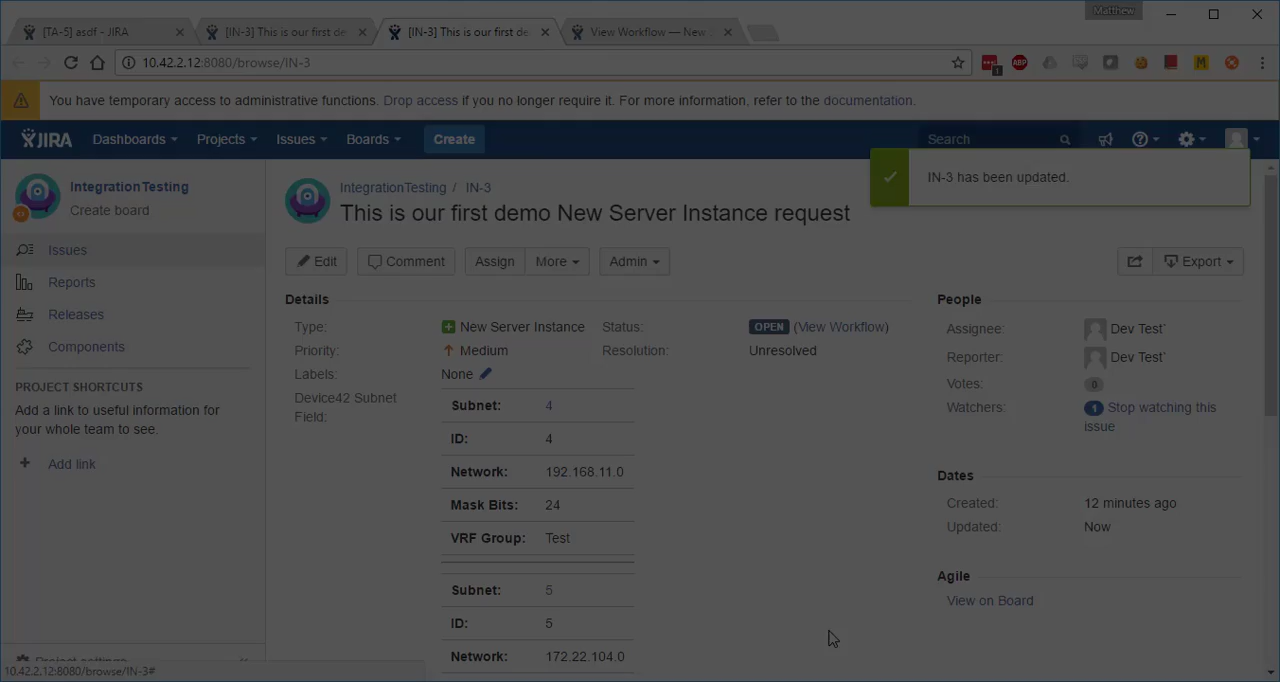 Matthew
[TA-5] asdf - JIRA
[IN-3] This is our first de
[IN-3] This is our first de
View Workflow — New
10.42.2.12:8080/browse/IN-3
1
ABP
M
You have temporary access to administrative functions. Drop access if you no longer require it. For more information, refer to the documentation.
JIRA
Dashboards
Projects
Issues
Boards
Create
Search
IN-3 has been updated.
IntegrationTesting
Create board
Issues
Reports
Releases
Components
PROJECT SHORTCUTS
Add a link to useful information for
your whole team to see.
Add link
Project settings
10.42.2.12:8080/browse/IN-3#
IntegrationTesting / IN-3
This is our first demo New Server Instance request
Edit
Comment
Assign
More
Admin
Export
Details
Type: New Server Instance
Status: OPEN (View Workflow)
Priority: Medium
Resolution: Unresolved
Labels: None
Device42 Subnet
Field:
Subnet: 4
ID: 4
Network: 192.168.11.0
Mask Bits: 24
VRF Group: Test
Subnet: 5
ID: 5
Network: 172.22.104.0
People
Assignee: Dev Test`
Reporter: Dev Test`
Votes: 0
Watchers: 1 Stop watching this
issue
Dates
Created: 12 minutes ago
Updated: Now
Agile
View on Board